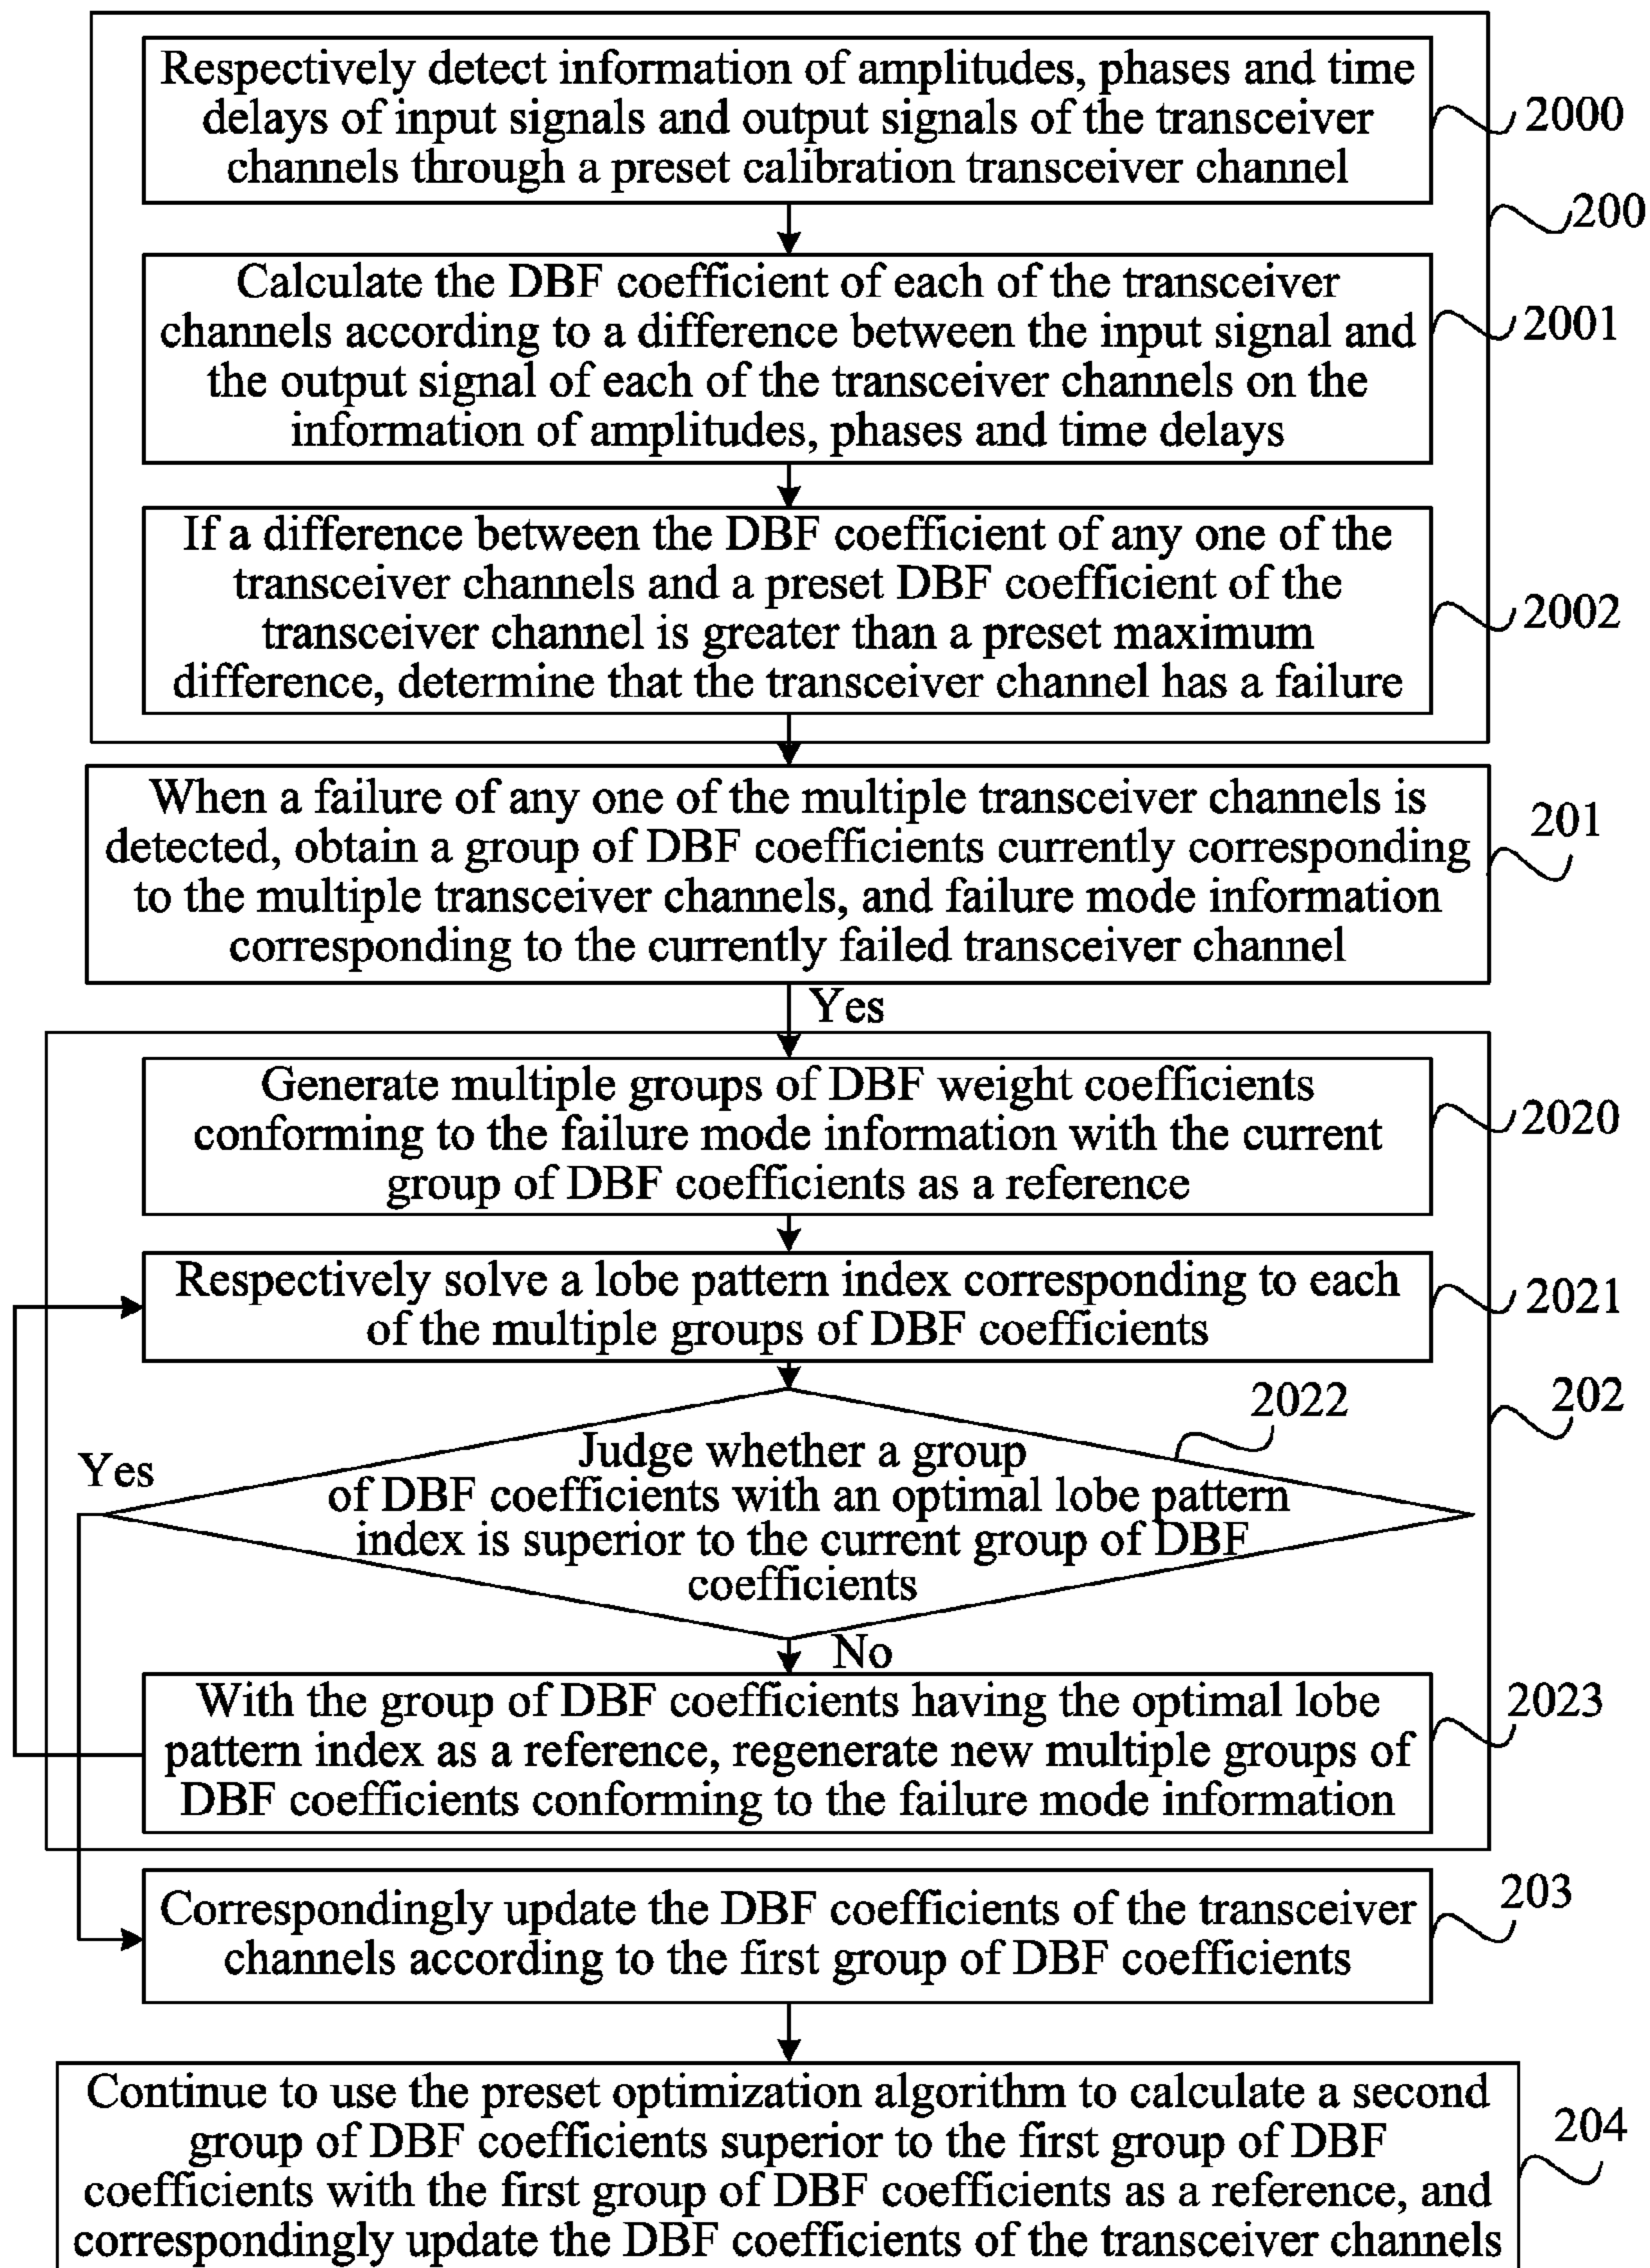 Respectively detect information of amplitudes, phases and time
delays of input signals and output signals of the transceiver
channels through a preset calibration transceiver channel
2000
200
Calculate the DBF coefficient of each of the transceiver
channels according to a difference between the input signal and
the output signal of each of the transceiver channels on the
information of amplitudes, phases and time delays
2001
If a difference between the DBF coefficient of any one of the
transceiver channels and a preset DBF coefficient of the
transceiver channel is greater than a preset maximum
difference, determine that the transceiver channel has a failure
2002
When a failure of any one of the multiple transceiver channels is
detected, obtain a group of DBF coefficients currently corresponding
to the multiple transceiver channels, and failure mode information
corresponding to the currently failed transceiver channel
201
Yes
Generate multiple groups of DBF weight coefficients
conforming to the failure mode information with the current
group of DBF coefficients as a reference
2020
Respectively solve a lobe pattern index corresponding to each
of the multiple groups of DBF coefficients
2021
202
2022
Judge whether a group
of DBF coefficients with an optimal lobe pattern
index is superior to the current group of DBF
coefficients
Yes
No
With the group of DBF coefficients having the optimal lobe
pattern index as a reference, regenerate new multiple groups of
DBF coefficients conforming to the failure mode information
2023
Correspondingly update the DBF coefficients of the transceiver
channels according to the first group of DBF coefficients
203
Continue to use the preset optimization algorithm to calculate a second
group of DBF coefficients superior to the first group of DBF
coefficients with the first group of DBF coefficients as a reference, and
correspondingly update the DBF coefficients of the transceiver channels
204